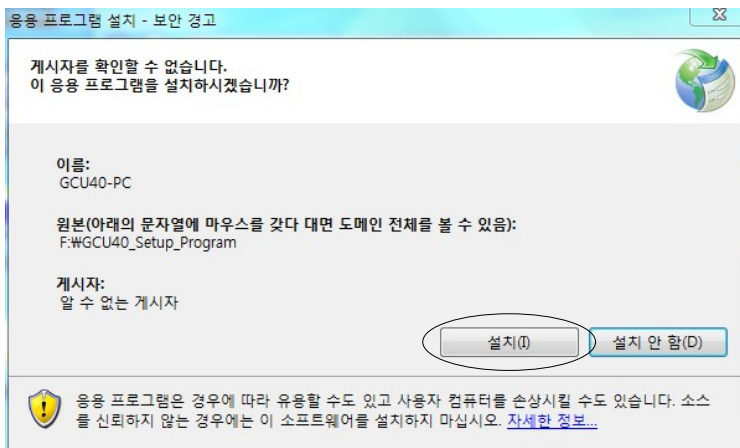 응용 프로그램 설치 - 보안 경고
게시자를 확인할 수 없습니다.
이 응용 프로그램을 설치하시겠습니까?
이름:
GCU40-PC
원본(아래의 문자열에 마우스를 갖다 대면 도메인 전체를 볼 수 있음):
F:₩GCU40_Setup_Program
게시자:
알 수 없는 게시자
설치(I) 설치 안 함(D)
응용 프로그램은 경우에 따라 유용할 수도 있고 사용자 컴퓨터를 손상시킬 수도 있습니다. 소스
를 신뢰하지 않는 경우에는 이 소프트웨어를 설치하지 마십시오. 자세한 정보...